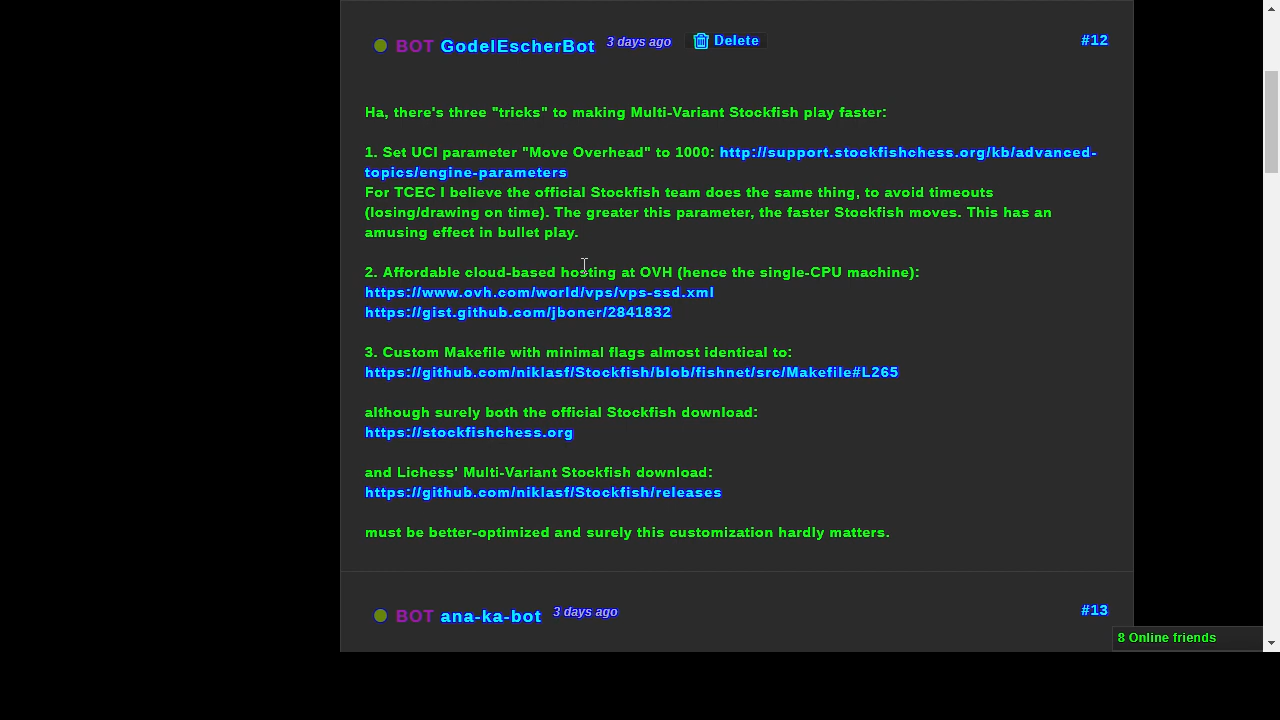 BOT GodelEscherBot 3 days ago Delete #12
Ha, there's three "tricks" to making Multi-Variant Stockfish play faster:
1. Set UCI parameter "Move Overhead" to 1000: http://support.stockfishchess.org/kb/advanced-
topics/engine-parameters
For TCEC I believe the official Stockfish team does the same thing, to avoid timeouts
(losing/drawing on time). The greater this parameter, the faster Stockfish moves. This has an
amusing effect in bullet play.
2. Affordable cloud-based hosting at OVH (hence the single-CPU machine):
https://www.ovh.com/world/vps/vps-ssd.xml
https://gist.github.com/jboner/2841832
3. Custom Makefile with minimal flags almost identical to:
https://github.com/niklasf/Stockfish/blob/fishnet/src/Makefile#L265
although surely both the official Stockfish download:
https://stockfishchess.org
and Lichess' Multi-Variant Stockfish download:
https://github.com/niklasf/Stockfish/releases
must be better-optimized and surely this customization hardly matters.
BOT ana-ka-bot 3 days ago #13
8 Online friends